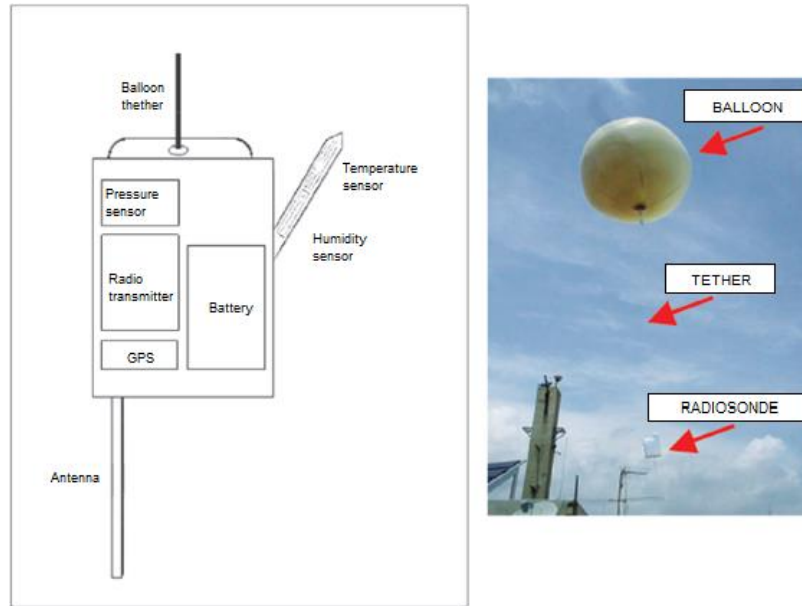 Balloon
thether
Temperature
sensor
Pressure
sensor
Humidity
sensor
Radio
transmitter
Battery
GPS
Antenna
BALLOON
TETHER
RADIOSONDE